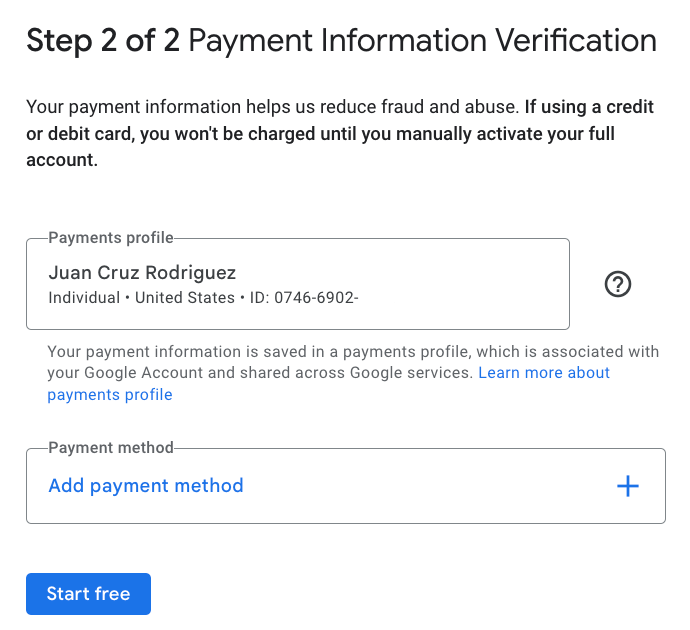 Step 2 of 2 Payment Information Verification
Your payment information helps us reduce fraud and abuse. If using a credit
or debit card, you won't be charged until you manually activate your full
account.
Payments profile
Juan Cruz Rodriguez
Individual • United States • ID: 0746-6902-
Your payment information is saved in a payments profile, which is associated with
your Google Account and shared across Google services. Learn more about
payments profile
Payment method
Add payment method
Start free